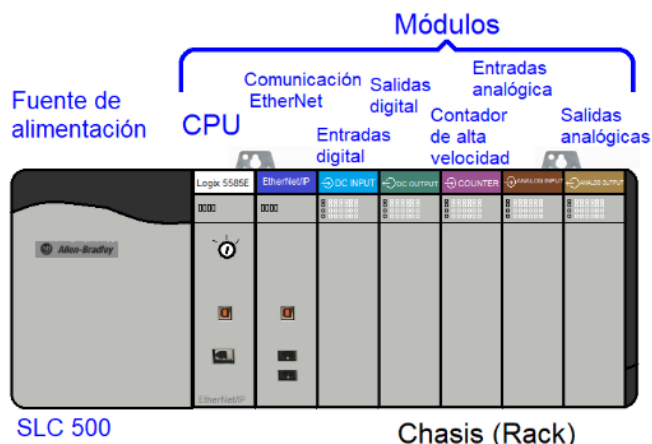 Módulos
Fuente de
alimentación
CPU
Comunicación
EtherNet
Entradas
digital
Salidas
digital
Contador
de alta
velocidad
Entradas
analógica
Salidas
analógicas
Logix 5585E
EtherNet/IP
DC INPUT
DC OUTPUT
COUNTER
ANALOG INPUT
ANALOG OUTPUT
Allen-Bradley
EtherNet/IP
SLC 500
Chasis (Rack)